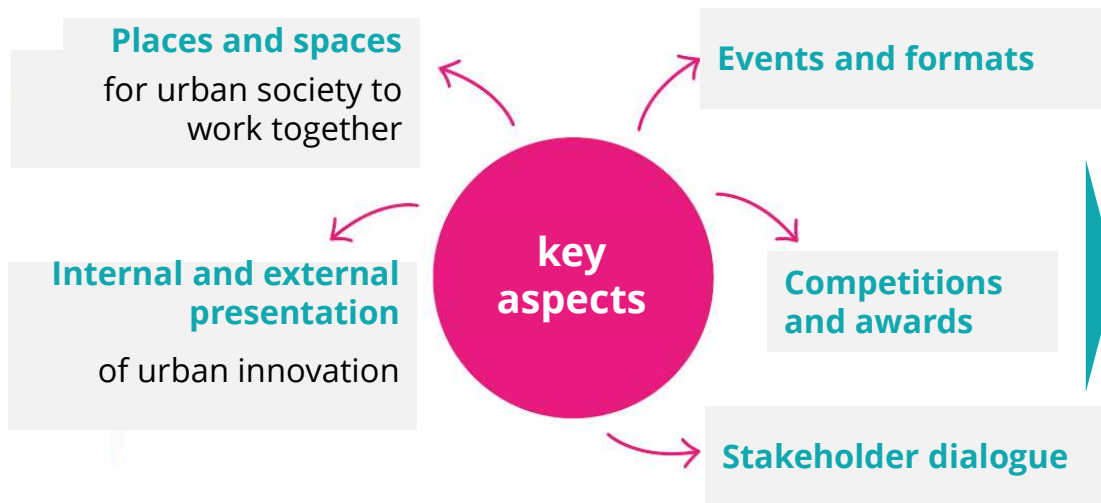 Places and spaces
for urban society to
work together
Events and formats
key
aspects
Internal and external
presentation
of urban innovation
Competitions
and awards
Stakeholder dialogue